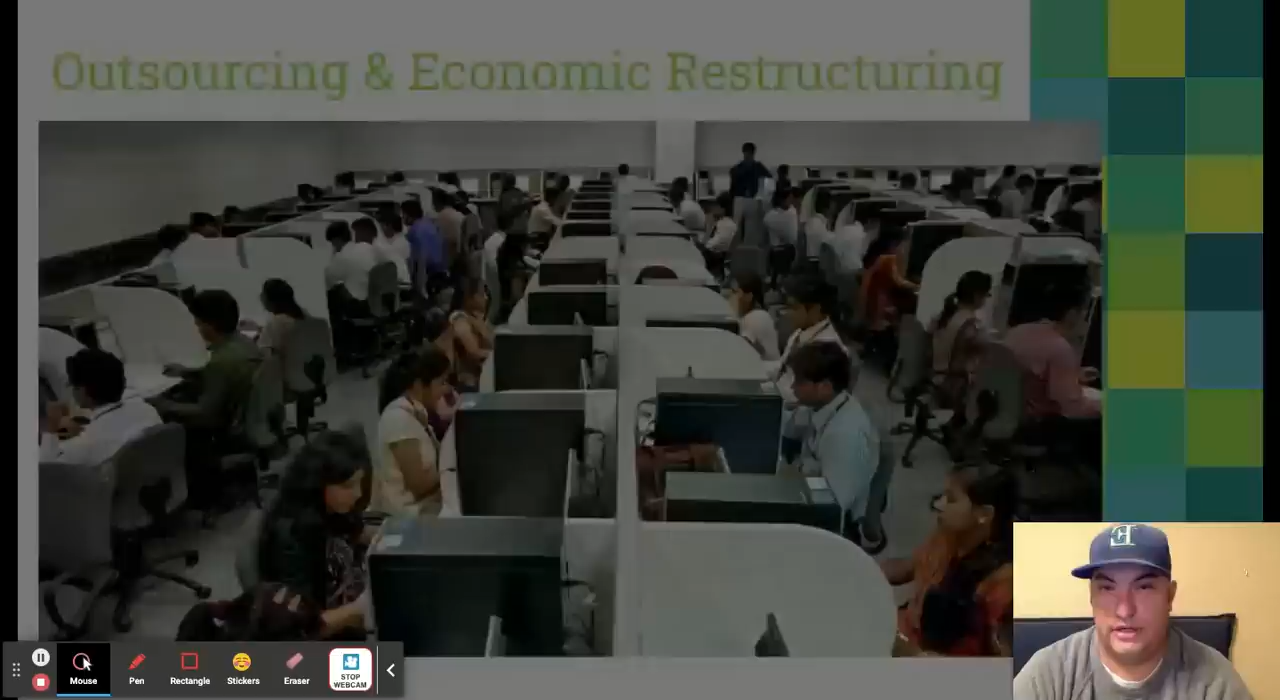 Outsourcing & Economic Restructuring
Mouse
Pen
Rectangle
Stickers
Eraser
STOP
WEBCAM